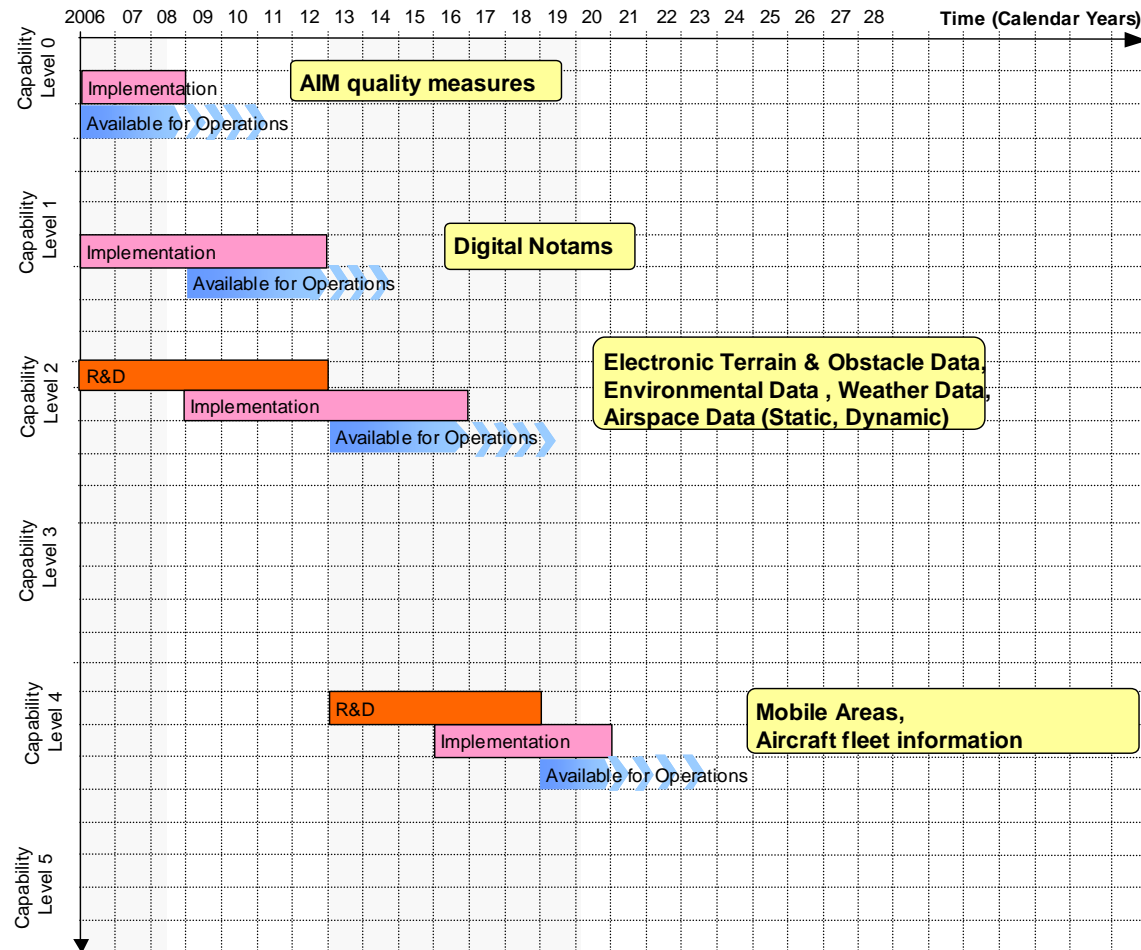 2006 07 08 09 10 11 12 13 14 15 16 17 18 19 20 21 22 23 24 25 26 27 28 Time (Calendar Years)
Capability
Level 0
Implementation
AIM quality measures
Available for Operations
Capability
Level 1
Implementation
Digital Notams
Available for Operations
Capability
Level 2
R&D
Implementation
Available for Operations
Electronic Terrain & Obstacle Data,
Environmental Data , Weather Data,
Airspace Data (Static, Dynamic)
Capability
Level 3
Capability
Level 4
R&D
Implementation
Available for Operations
Mobile Areas,
Aircraft fleet information
Capability
Level 5